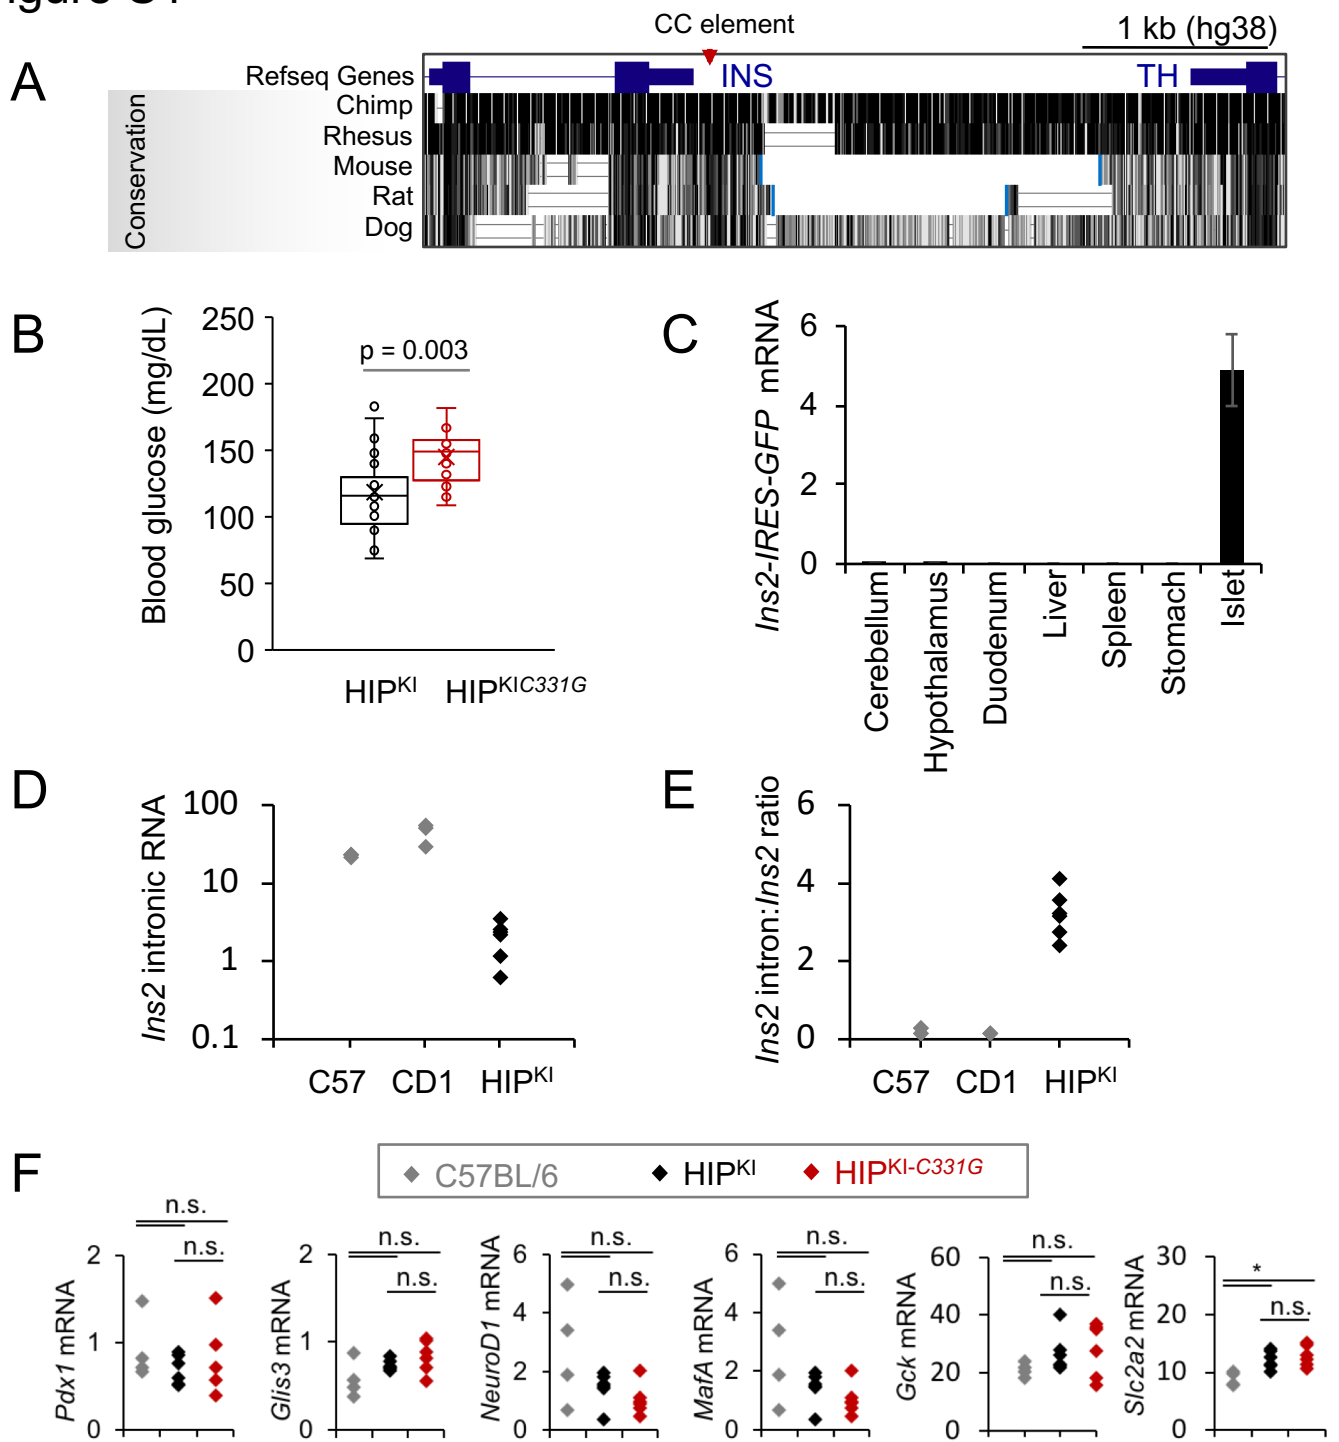 CC element
1 kb (hg38)
A
Refseq Genes
INS
TH
Conservation
Chimp
Rhesus
Mouse
Rat
Dog
B
Blood glucose (mg/dL)
250
200
150
100
50
0
p = 0.003
HIPKI
HIPKIC331G
C
Ins2-IRES-GFP mRNA
6
4
2
0
Cerebellum
Hypothalamus
Duodenum
Liver
Spleen
Stomach
Islet
D
Ins2 intronic RNA
100
10
1
0.1
C57
CD1
HIPKI
E
Ins2 intron:Ins2 ratio
6
4
2
0
C57
CD1
HIPKI
F
C57BL/6
HIPKI
HIPKI-C331G
Pdx1 mRNA
2
1
0
n.s.
n.s.
Glis3 mRNA
2
1
0
n.s.
n.s.
NeuroD1 mRNA
6
4
2
0
n.s.
n.s.
MafA mRNA
6
4
2
0
n.s.
n.s.
Gck mRNA
60
40
20
0
n.s.
n.s.
Slc2a2 mRNA
30
20
10
0
*
n.s.